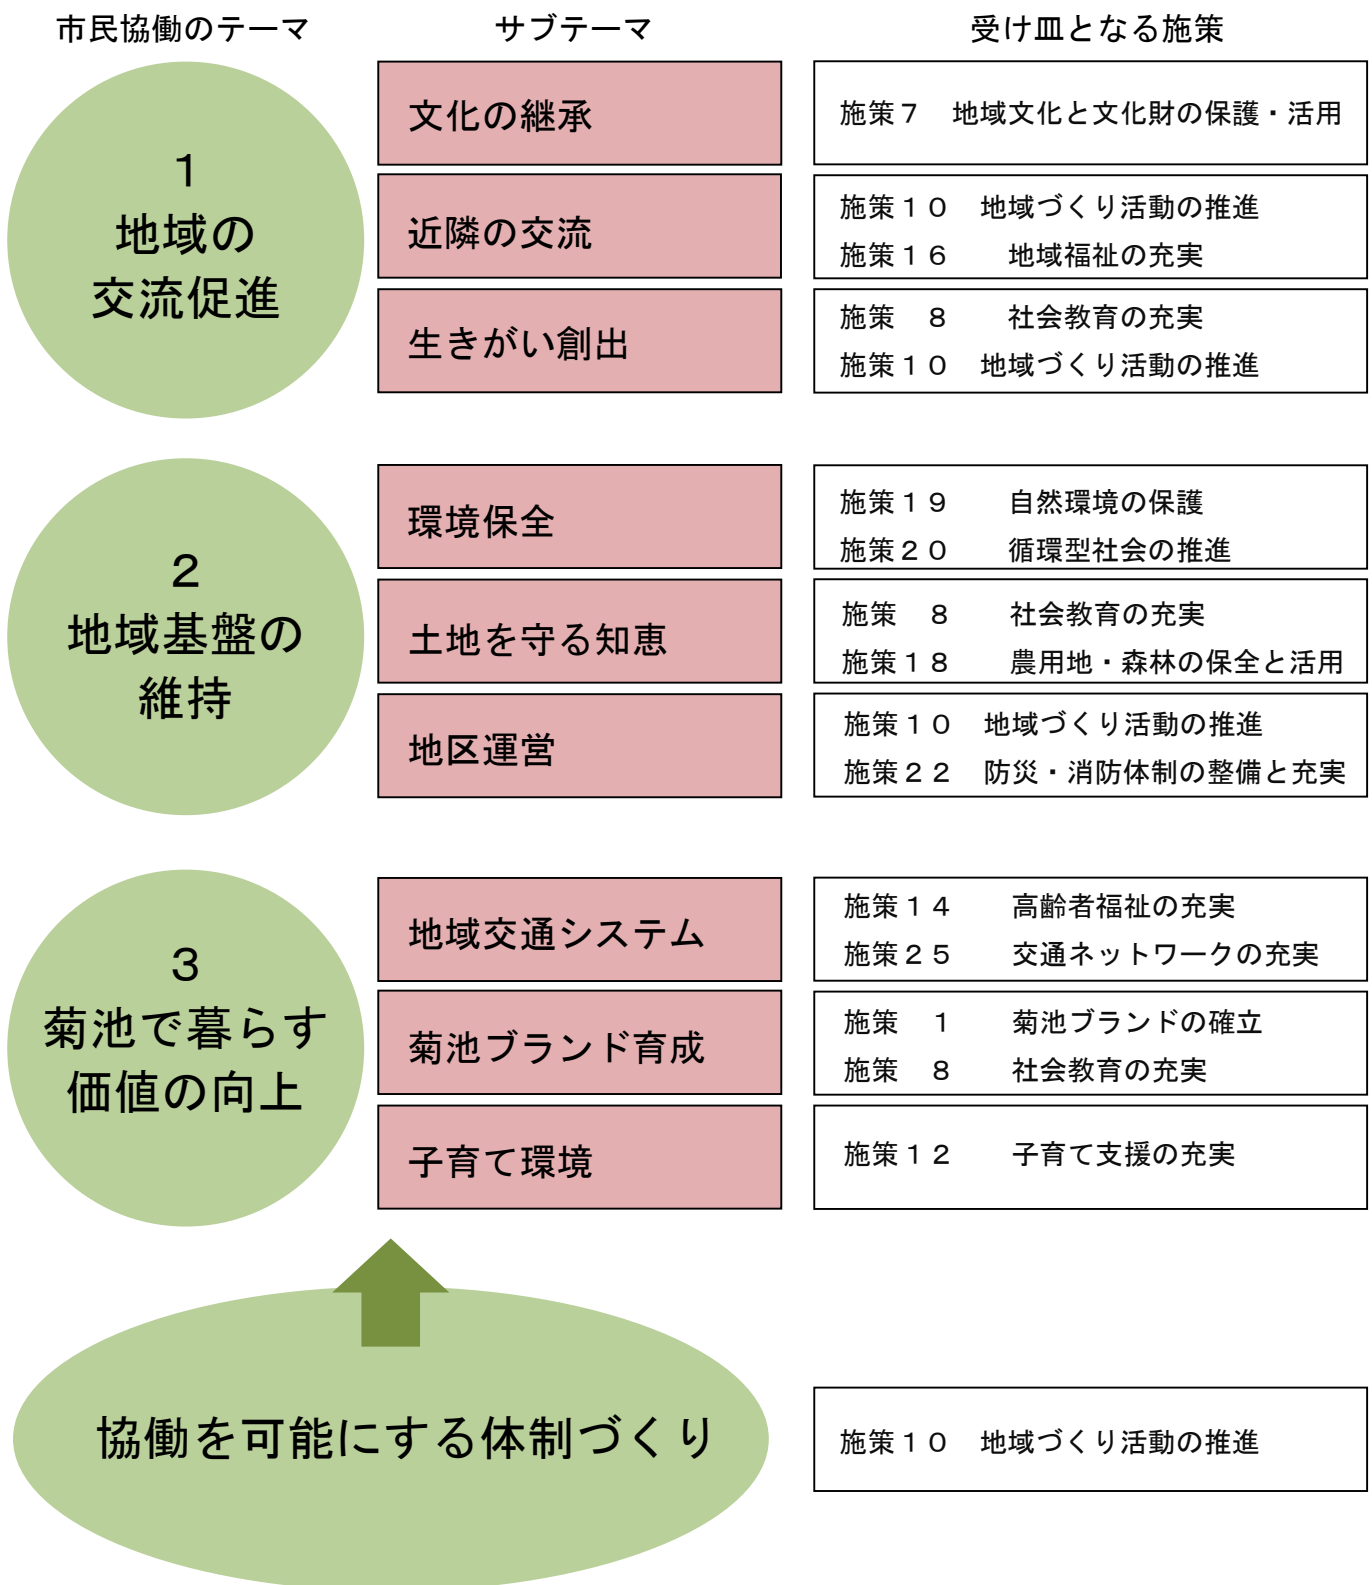 市民協働のテーマ　サブテーマ　受け皿となる施策
１
地域の
交流促進
文化の継承
施策７　地域文化と文化財の保護・活用
近隣の交流
施策１０　地域づくり活動の推進
施策１６　地域福祉の充実
生きがい創出
施策　８　社会教育の充実
施策１０　地域づくり活動の推進
２
地域基盤の
維持
環境保全
施策１９　自然環境の保護
施策２０　循環型社会の推進
土地を守る知恵
施策　８　社会教育の充実
施策１８　農用地・森林の保全と活用
地区運営
施策１０　地域づくり活動の推進
施策２２　防災・消防体制の整備と充実
３
菊池で暮らす
価値の向上
地域交通システム
施策１４　高齢者福祉の充実
施策２５　交通ネットワークの充実
菊池ブランド育成
施策　１　菊池ブランドの確立
施策　８　社会教育の充実
子育て環境
施策１２　子育て支援の充実
協働を可能にする体制づくり
施策１０　地域づくり活動の推進